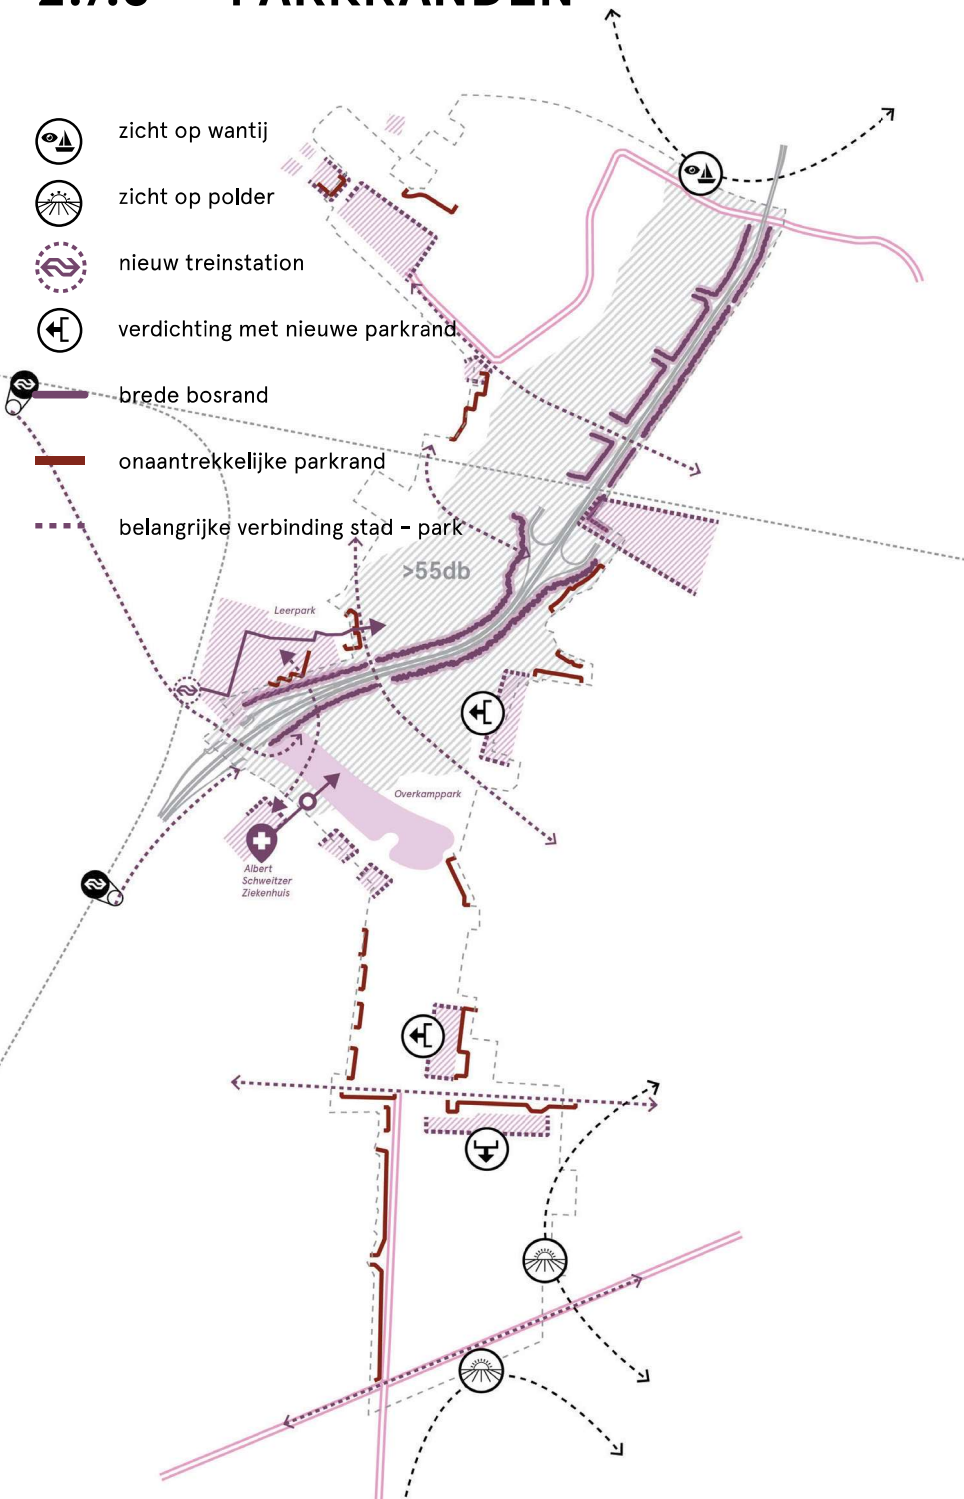 PARKRANDEN
zicht op wantij
zicht op polder
nieuw treinstation
verdichting met nieuwe parkrand
brede bosrand
onaantrekkelijke parkrand
belangrijke verbinding stad - park
>55db
Leerpark
Overkamppark
Albert
Schweitzer
Ziekenhuis